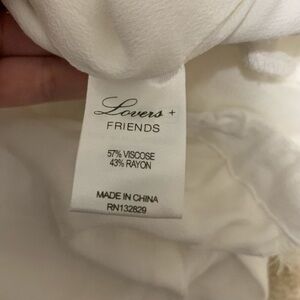 Lovers +
FRIENDS
57% VISCOSE
43% RAYON
MADE IN CHINA
RN132829